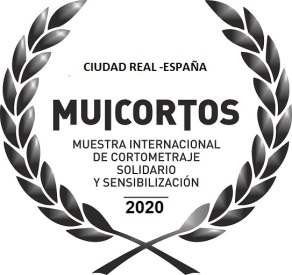 CIUDAD REAL -ESPAÑA
MUICORTOS
MUESTRA INTERNACIONAL
DE CORTOMETRAJE
SOLIDARIO
Y SENSIBILIZACIÓN
2020